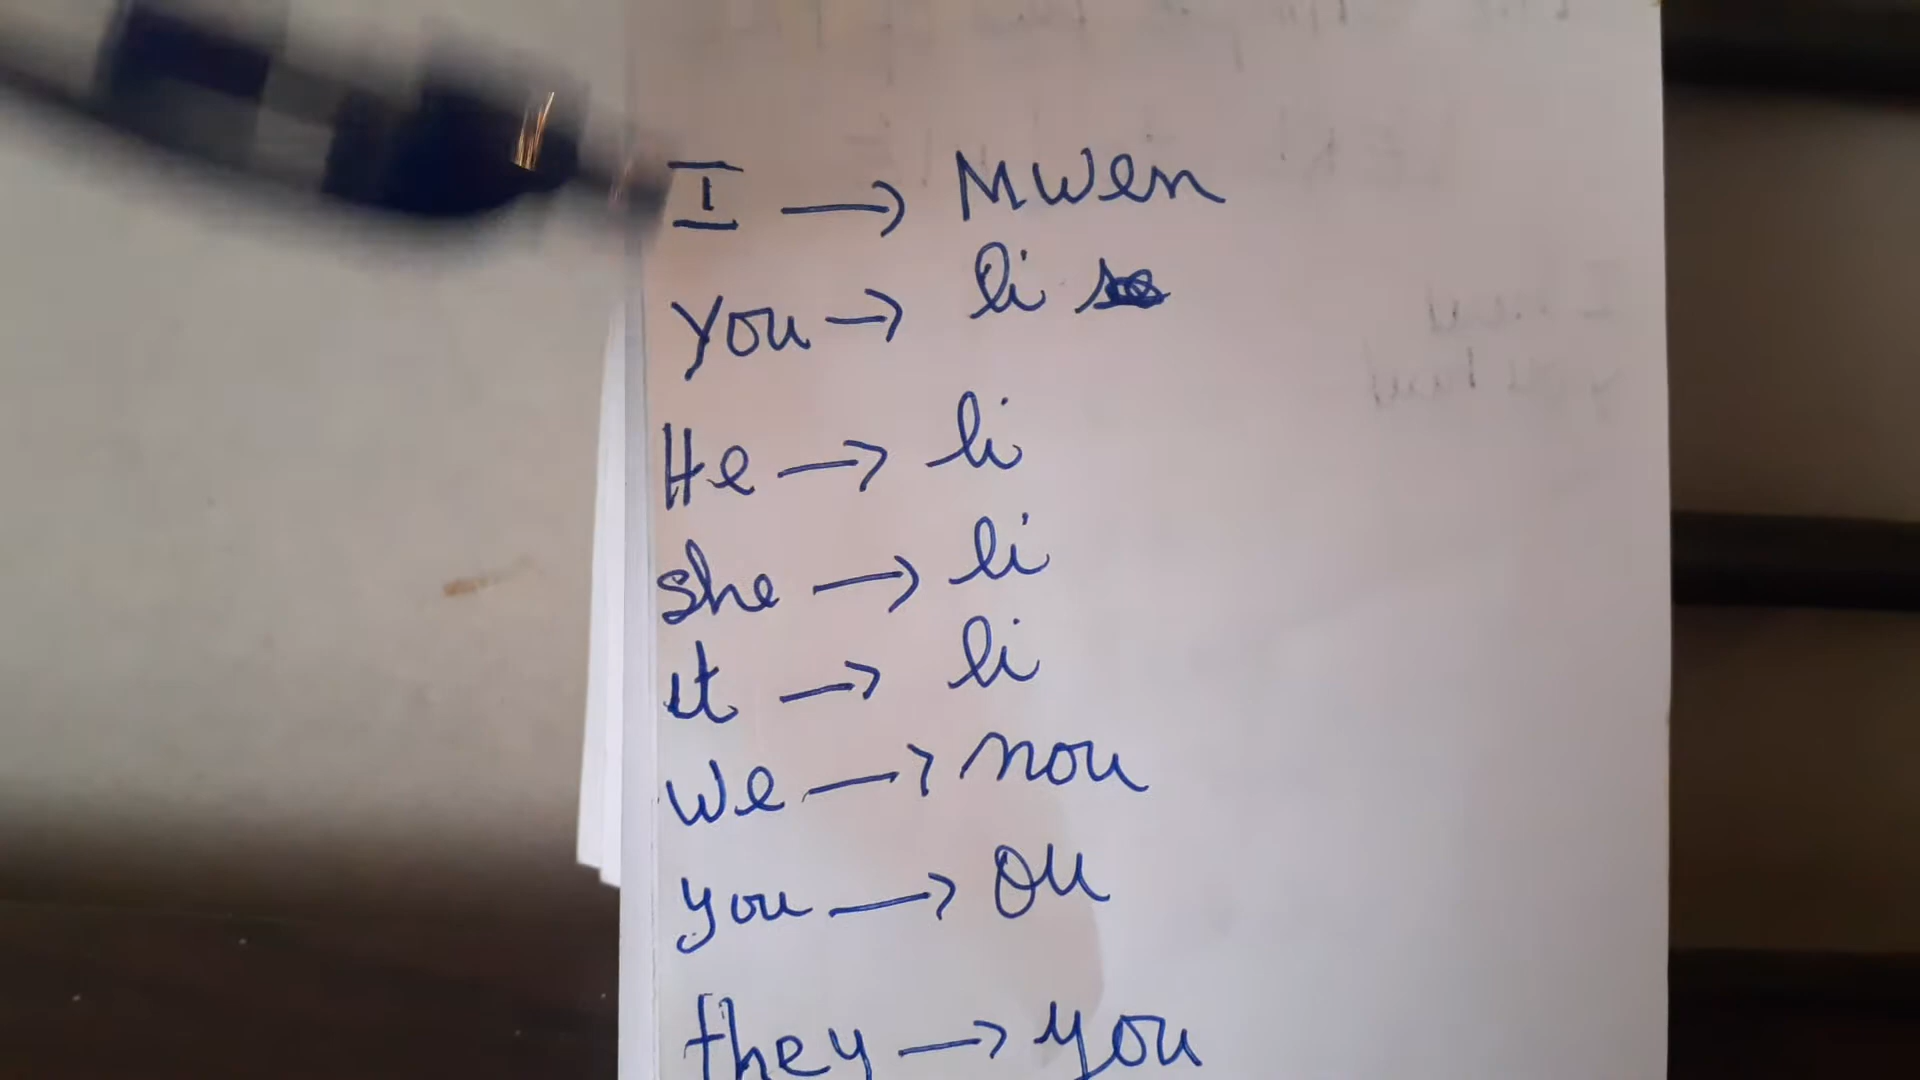 I → Mwen
You → li
He → li
she → li
it → li
We → nou
you → ou
they → you